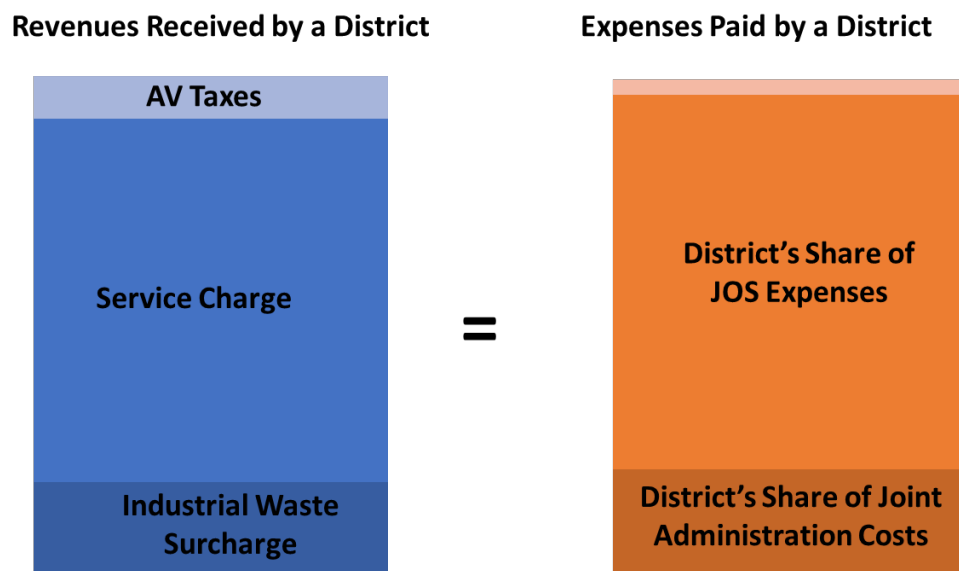 Revenues Received by a District
Expenses Paid by a District
AV Taxes
Service Charge
Industrial Waste
Surcharge
=
District's Share of
JOS Expenses
District's Share of Joint
Administration Costs